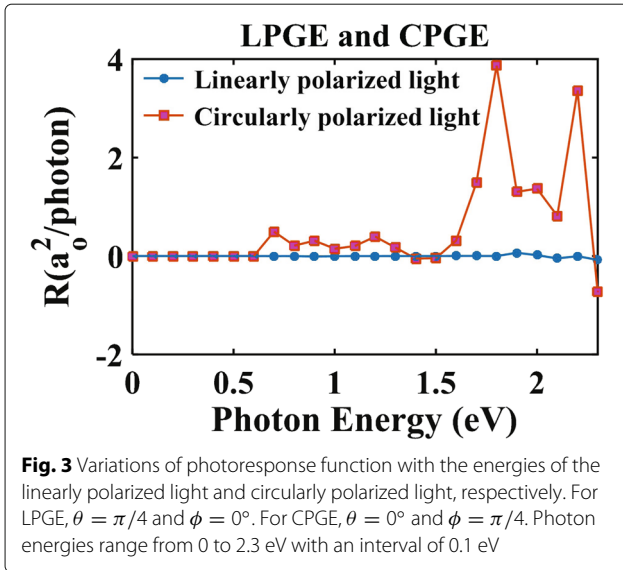 LPGE and CPGE
Linearly polarized light
Circularly polarized light
R(a₀²/photon)
4
2
0
-2
0 0.5 1 1.5 2
Photon Energy (eV)
Fig. 3 Variations of photoresponse function with the energies of the
linearly polarized light and circularly polarized light, respectively. For
LPGE, θ = π/4 and ϕ = 0°. For CPGE, θ = 0° and ϕ = π/4. Photon
energies range from 0 to 2.3 eV with an interval of 0.1 eV